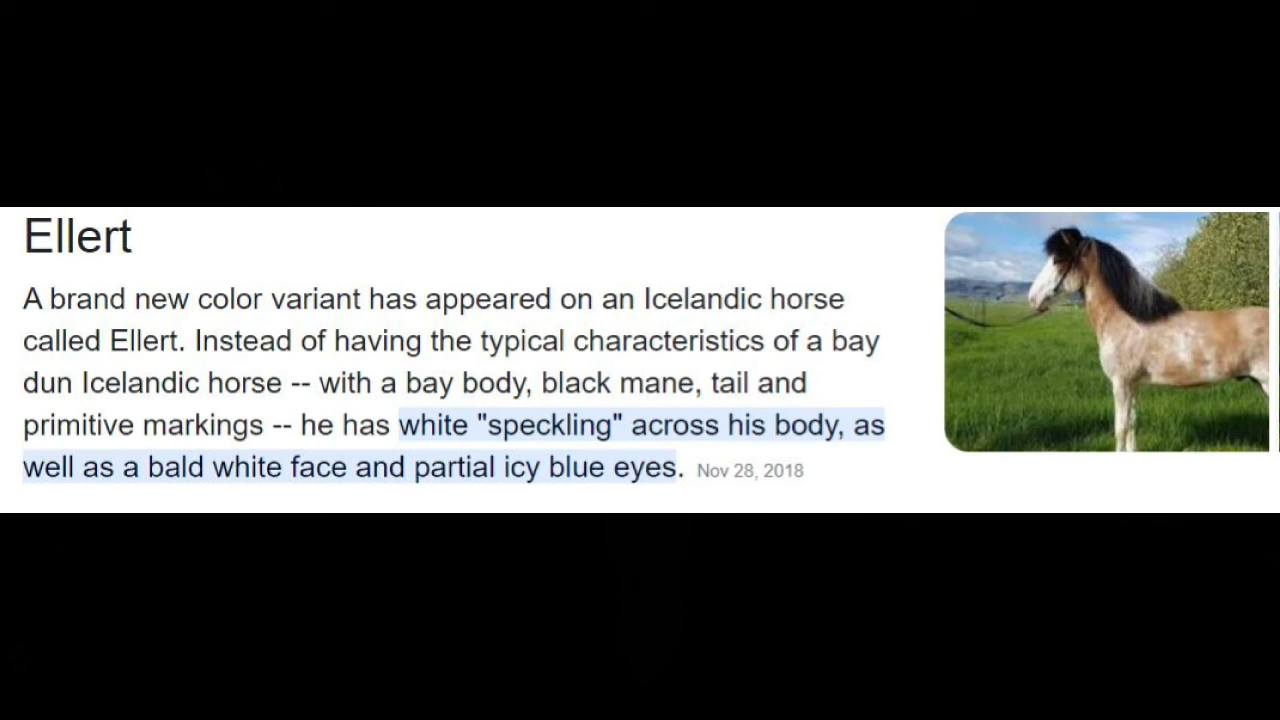 Ellert
A brand new color variant has appeared on an Icelandic horse
called Ellert. Instead of having the typical characteristics of a bay
dun Icelandic horse -- with a bay body, black mane, tail and
primitive markings -- he has white "speckling" across his body, as
well as a bald white face and partial icy blue eyes. Nov 28, 2018